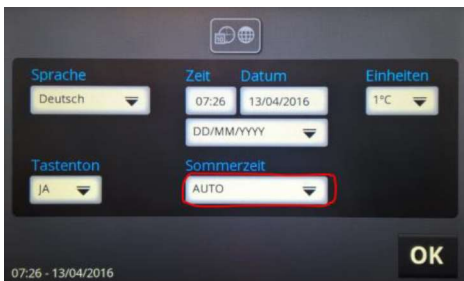 Sprache Zeit Datum Einheiten
Deutsch 07:26 13/04/2016 1°C
DD/MM/YYYY
Tastenton Sommerzeit
JA AUTO
OK
07:26 - 13/04/2016